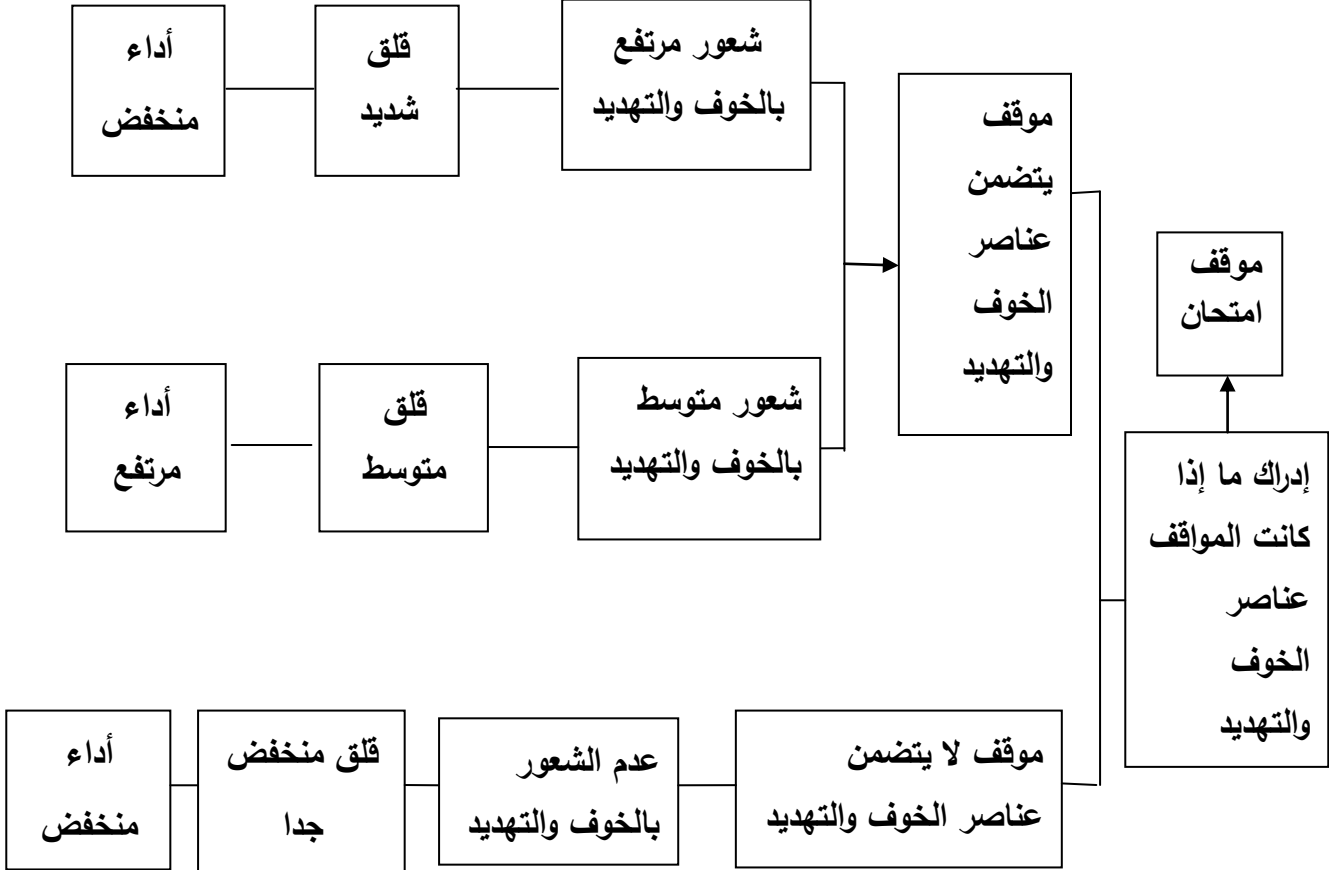 موقف
امتحان
إدراك ما إذا
كانت المواقف
عناصر
الخوف
والتهديد
موقف
يتضمن
عناصر
الخوف
والتهديد
شعور مرتفع
بالخوف والتهديد
قلق
شديد
أداء
منخفض
شعور متوسط
بالخوف والتهديد
قلق
متوسط
أداء
مرتفع
موقف لا يتضمن
عناصر الخوف والتهديد
عدم الشعور
بالخوف والتهديد
قلق منخفض
جدا
أداء
منخفض